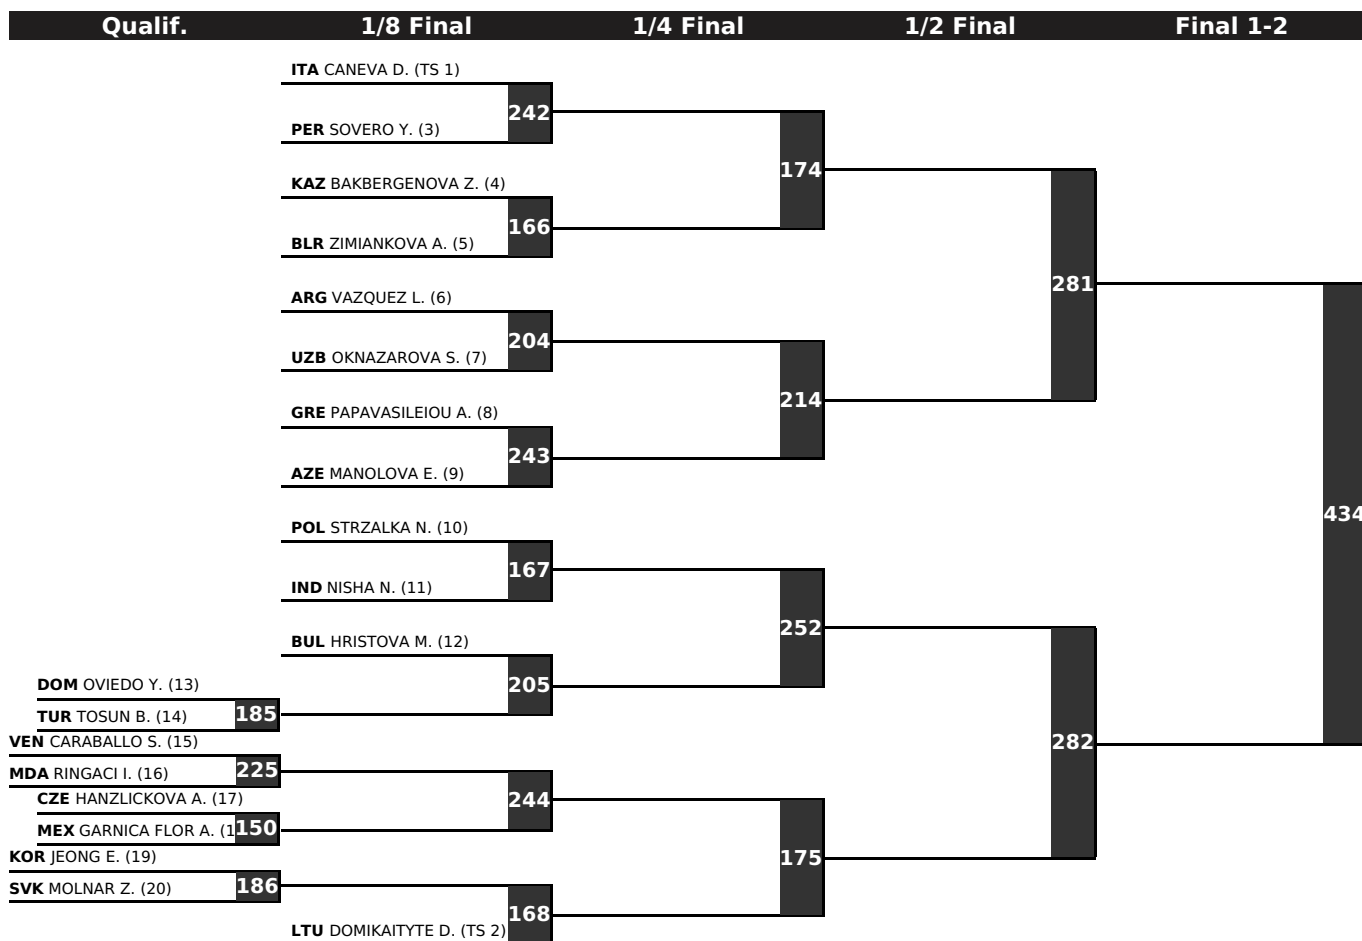 Qualif. 1/8 Final 1/4 Final 1/2 Final Final 1-2
ITA CANEVA D. (TS 1)
242
PER SOVERO Y. (3)
174
KAZ BAKBERGENOVA Z. (4)
166
BLR ZIMIANKOVA A. (5)
281
ARG VAZQUEZ L. (6)
204
UZB OKNAZAROVA S. (7)
214
GRE PAPAVASILEIOU A. (8)
243
AZE MANOLOVA E. (9)
434
POL STRZALKA N. (10)
167
IND NISHA N. (11)
252
BUL HRISTOVA M. (12)
205
DOM OVIEDO Y. (13)
185
TUR TOSUN B. (14)
282
VEN CARABALLO S. (15)
225
MDA RINGACI I. (16)
244
CZE HANZLICKOVA A. (17)
150
MEX GARNICA FLOR A. (1
175
KOR JEONG E. (19)
186
SVK MOLNAR Z. (20)
168
LTU DOMIKAITYTE D. (TS 2)